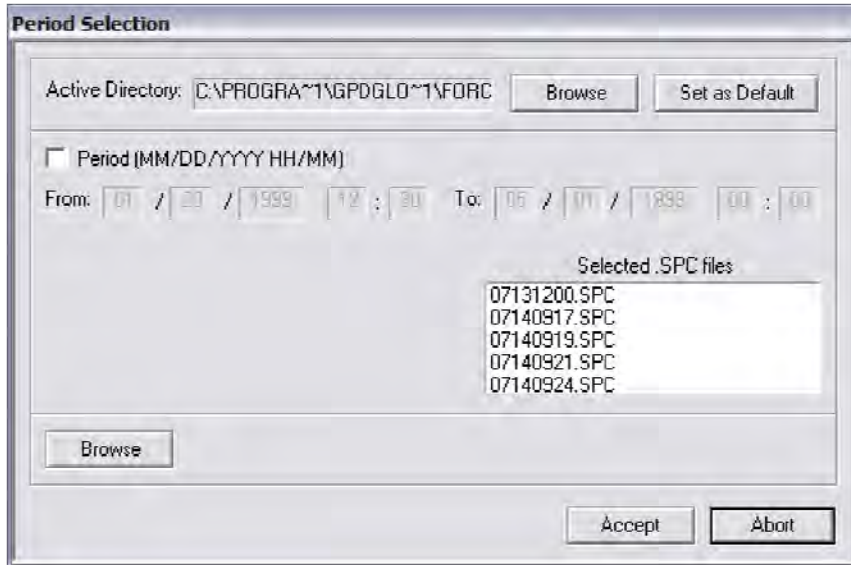 Period Selection
Active Directory: C:\PROGRA~1\GPDGLO~1\FORC Browse Set as Default
Period (MM/DD/YYYY HH/MM)
From: 01 / 20 / 1999 12 : 30 To: 05 / 01 / 1999 00 : 00
Selected .SPC files
07131200.SPC
07140917.SPC
07140919.SPC
07140921.SPC
07140924.SPC
Browse
Accept Abort